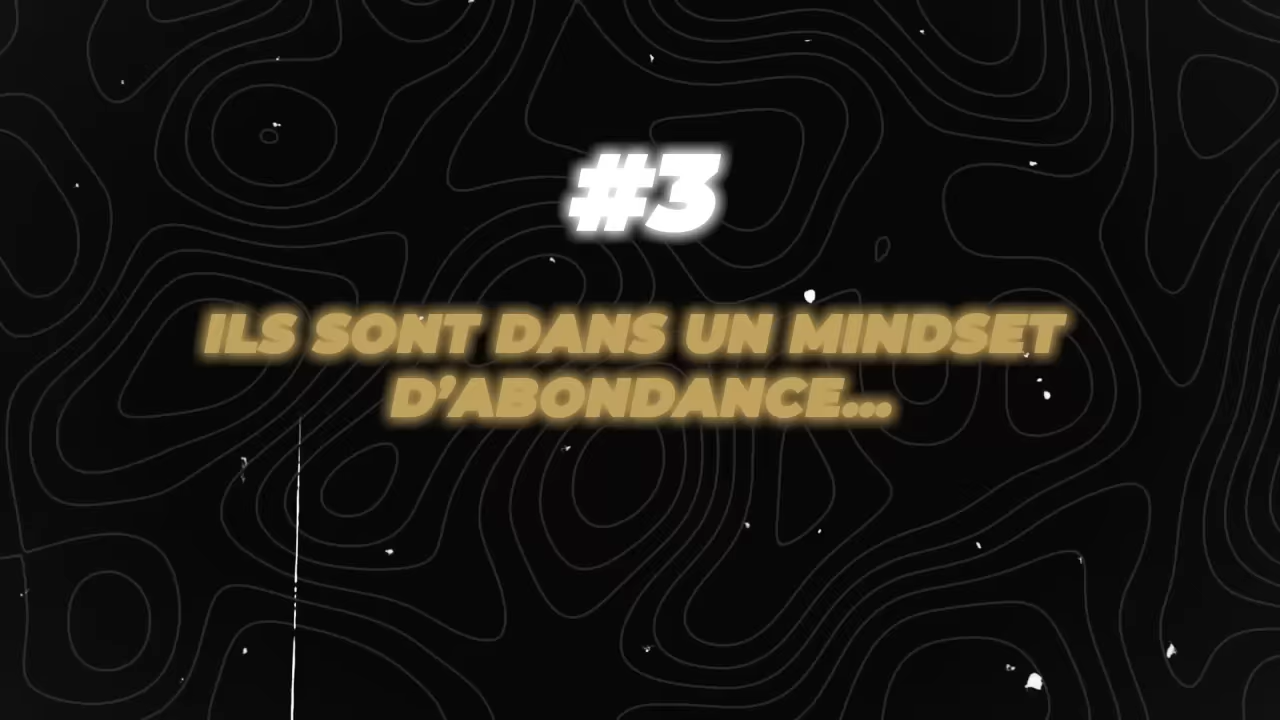 #3
ILS SONT DANS UN MINDSET
D’ABONDANCE...